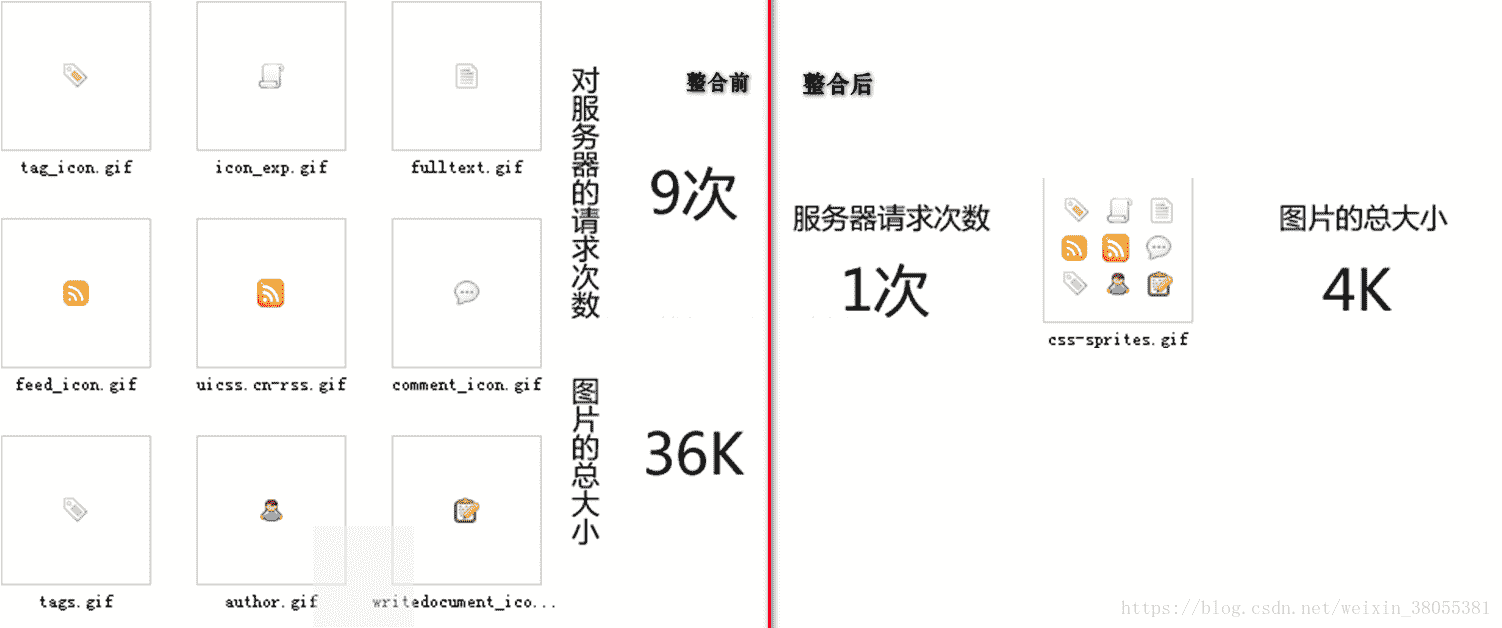 tag_icon.gif
icon_exp.gif
fulltext.gif
feed_icon.gif
uicss.cn-rss.gif
comment_icon.gif
tags.gif
author.gif
writedocument_ico...
对服务器的请求次数
整合前
9次
图片的总大小
36K
整合后
服务器请求次数
1次
css-sprites.gif
图片的总大小
4K
https://blog.csdn.net/weixin_38055381